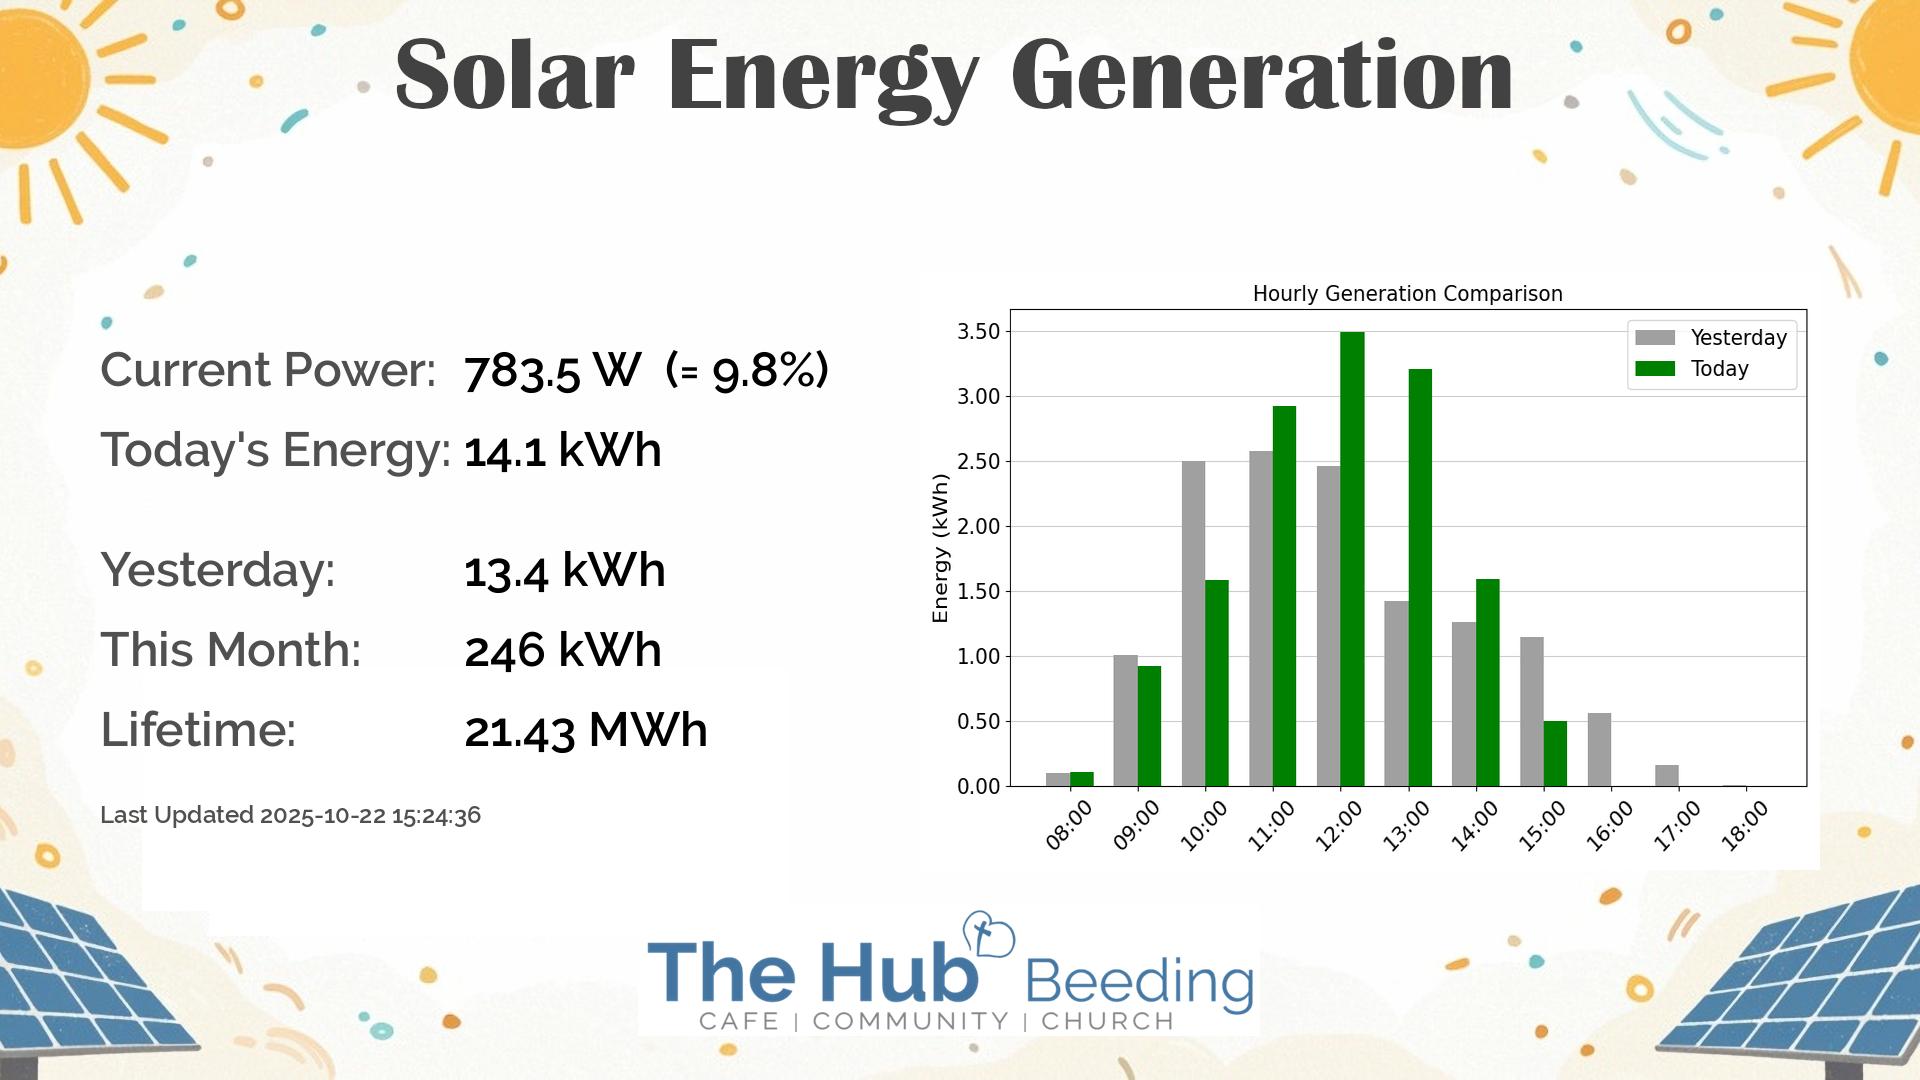 Solar Energy Generation
Current Power: 783.5 W (= 9.8%)
Today's Energy: 14.1 kWh
Yesterday: 13.4 kWh
This Month: 246 kWh
Lifetime: 21.43 MWh
Last Updated 2025-10-22 15:24:36
Hourly Generation Comparison
Yesterday
Today
Energy (kWh)
3.50
3.00
2.50
2.00
1.50
1.00
0.50
0.00
08:00 09:00 10:00 11:00 12:00 13:00 14:00 15:00 16:00 17:00 18:00
The Hub Beeding
CAFE | COMMUNITY | CHURCH